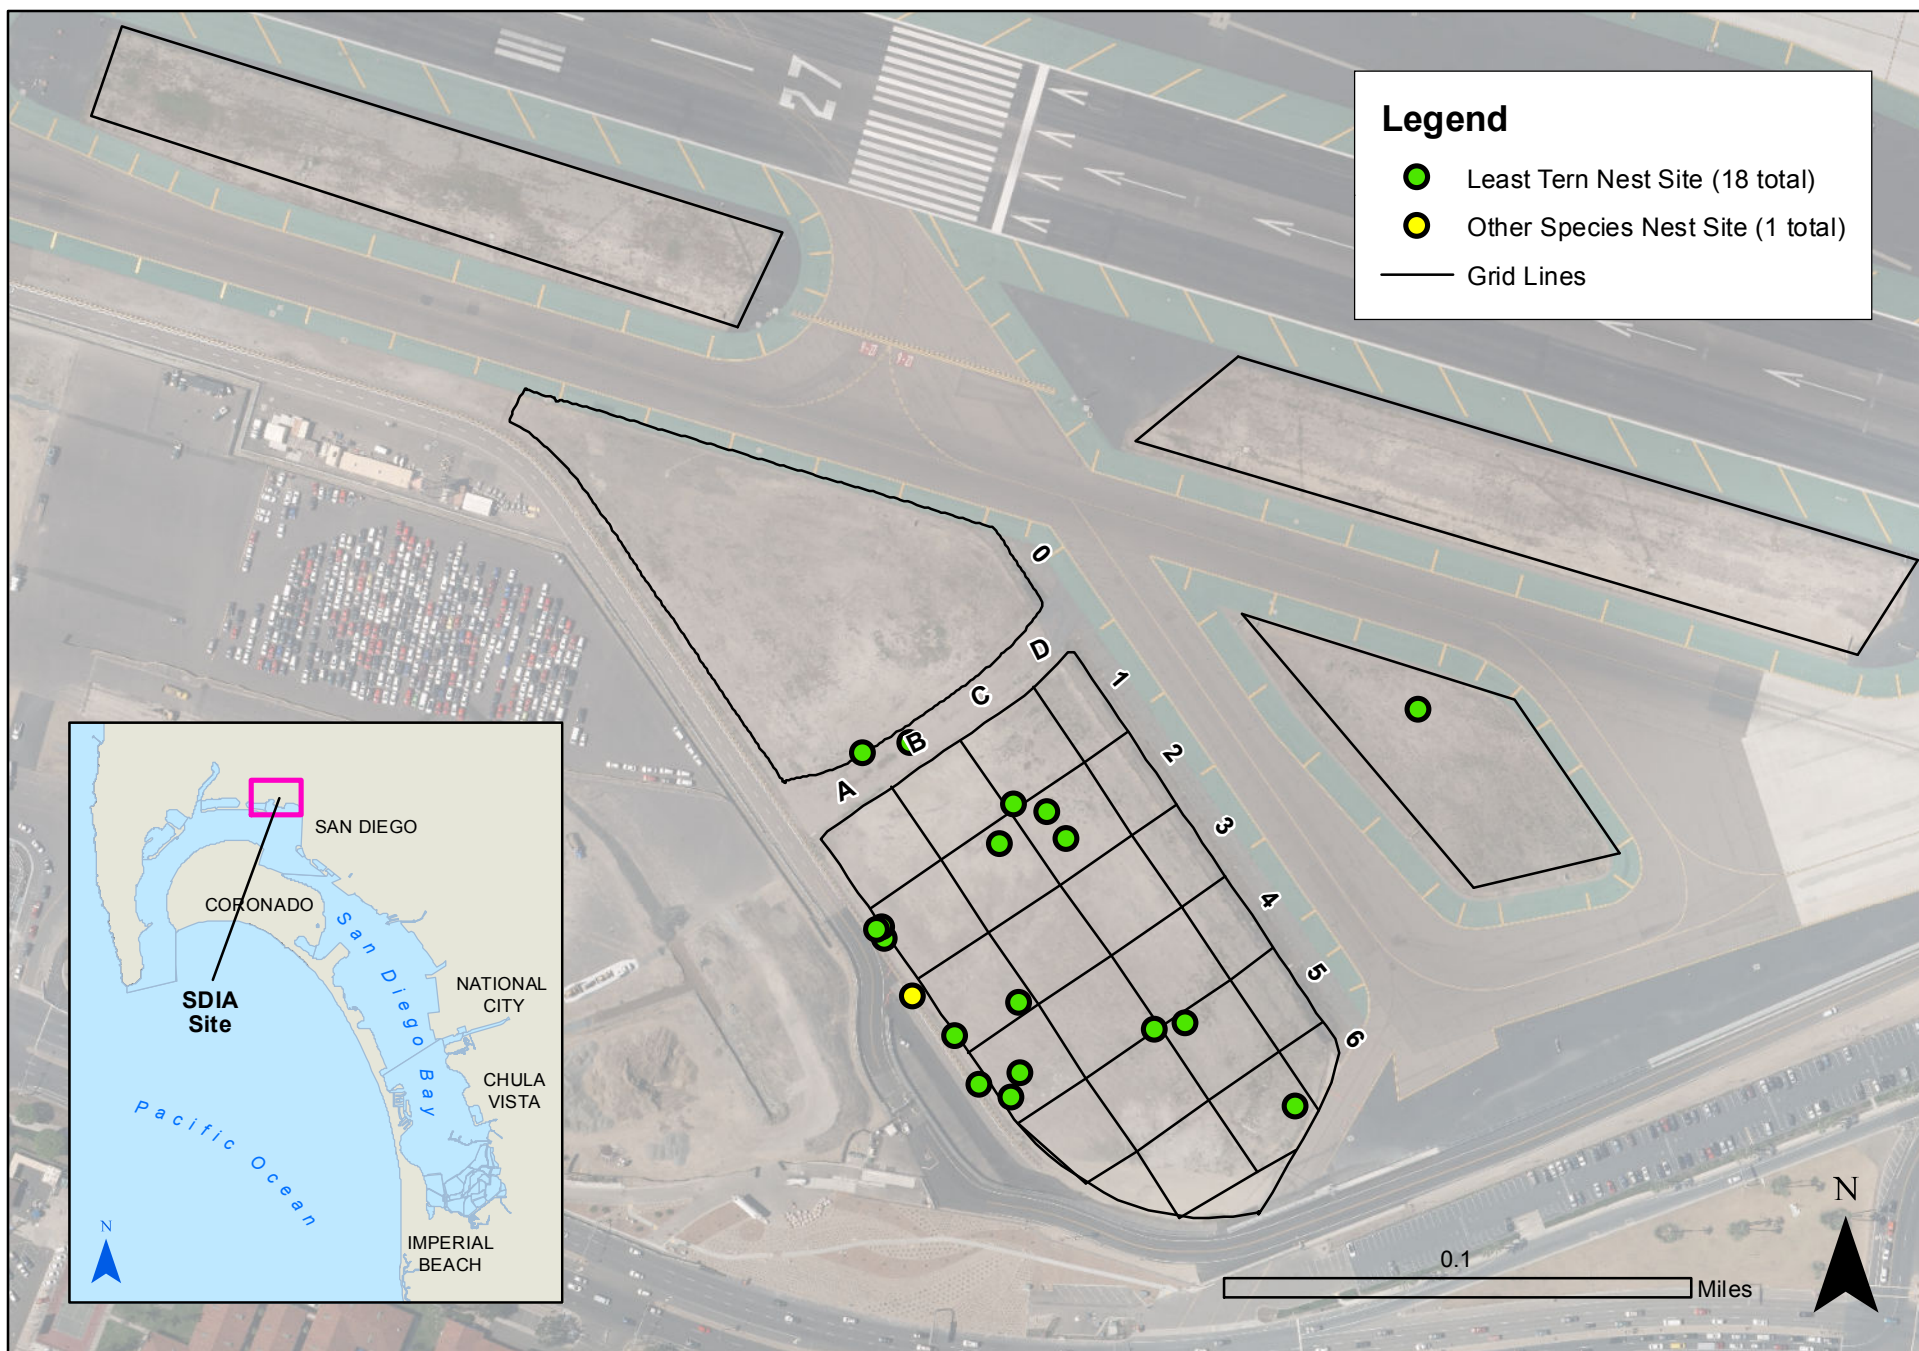 27
Legend
Least Tern Nest Site (18 total)
Other Species Nest Site (1 total)
Grid Lines
0
D
1
C
B
2
A
3
4
5
6
SAN DIEGO
CORONADO
San Diego Bay
NATIONAL
CITY
SDIA
Site
CHULA
VISTA
Pacific Ocean
IMPERIAL
BEACH
N
N
0.1
Miles